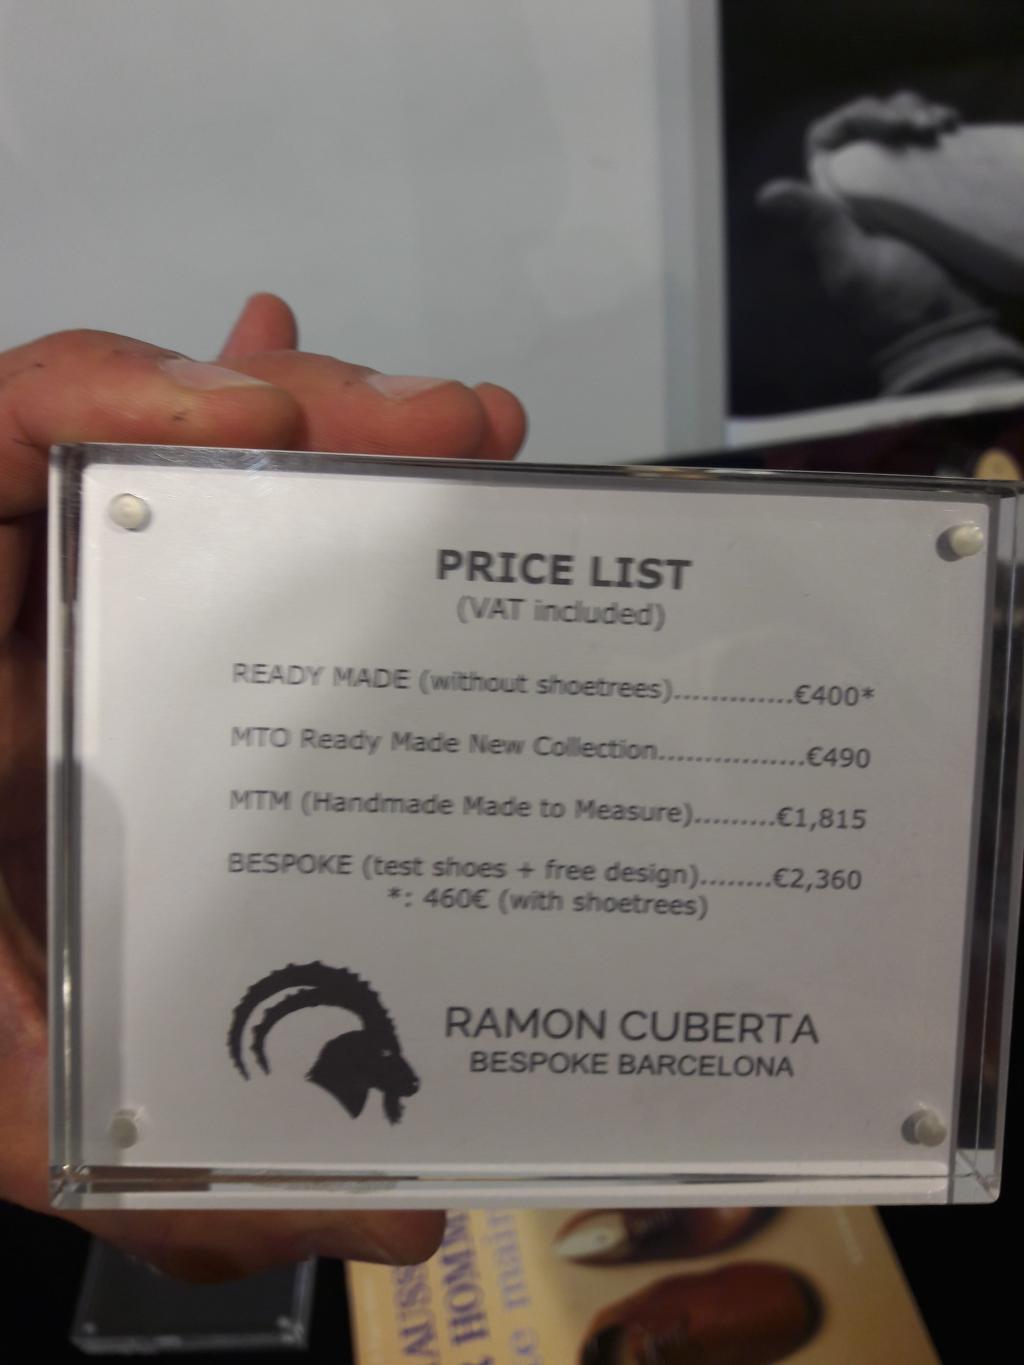 PRICE LIST
(VAT included)
READY MADE (without shoetrees).............€400*
MTO Ready Made New Collection................€490
MTM (Handmade Made to Measure).........€1,815
BESPOKE (test shoes + free design)........€2,360
*: 460€ (with shoetrees)
RAMON CUBERTA
BESPOKE BARCELONA